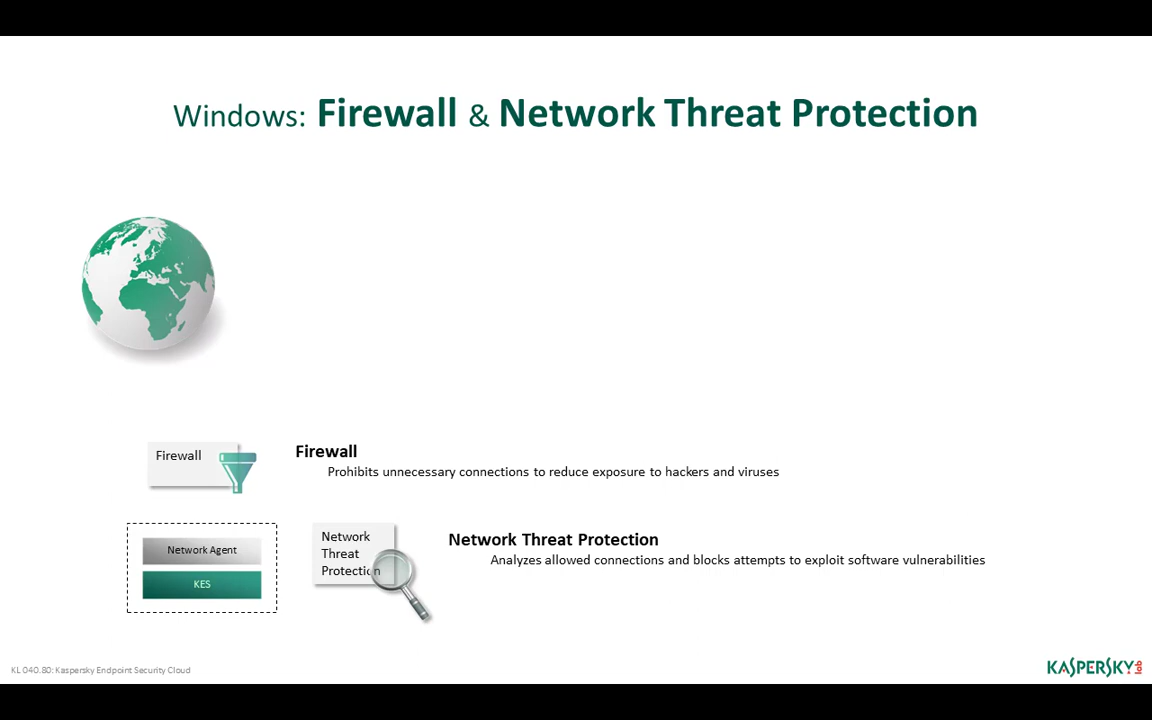 Windows: Firewall & Network Threat Protection
Firewall
Firewall
Prohibits unnecessary connections to reduce exposure to hackers and viruses
Network Agent
KES
Network
Threat
Protection
Network Threat Protection
Analyzes allowed connections and blocks attempts to exploit software vulnerabilities
KL 040.80: Kaspersky Endpoint Security Cloud
KASPERSKY lab